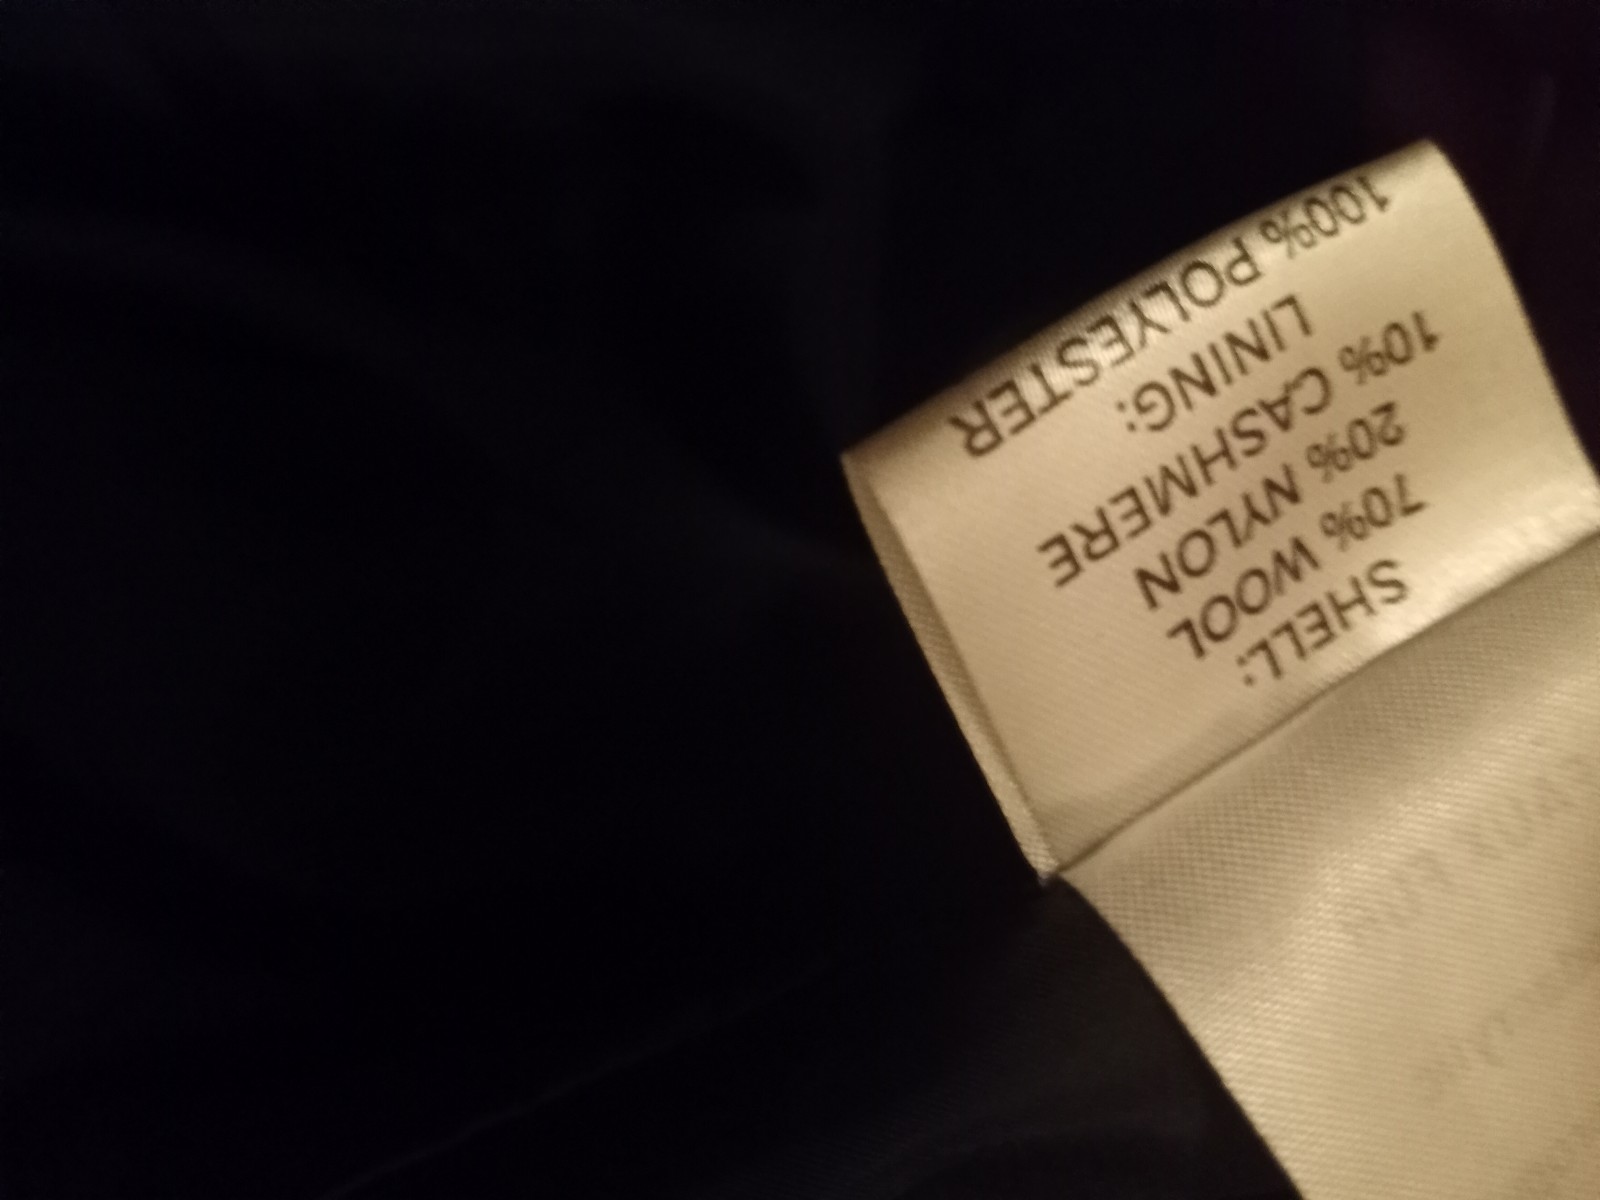 SHELL:
70% WOOL
20% NYLON
10% CASHMERE
LINING:
100% POLYESTER